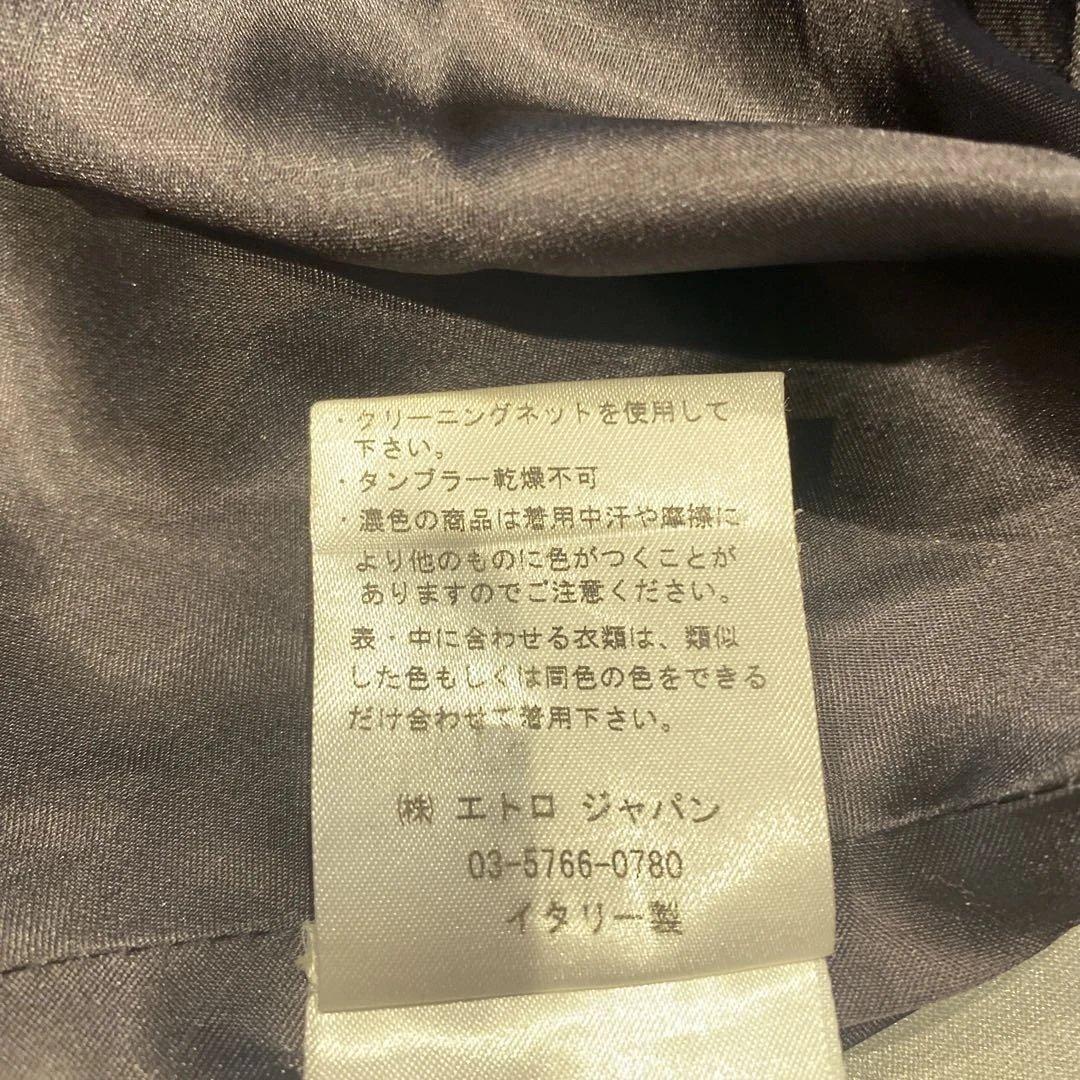 ・クリーニングネットを使用して
下さい。
・タンブラー乾燥不可
・濃色の商品は着用中汗や摩擦に
より他のものに色がつくことが
ありますのでご注意ください。
表・中に合わせる衣類は、類似
した色もしくは同色の色をできる
だけ合わせて着用下さい。
㈱ エトロ ジャパン
03-5766-0780
イタリー製